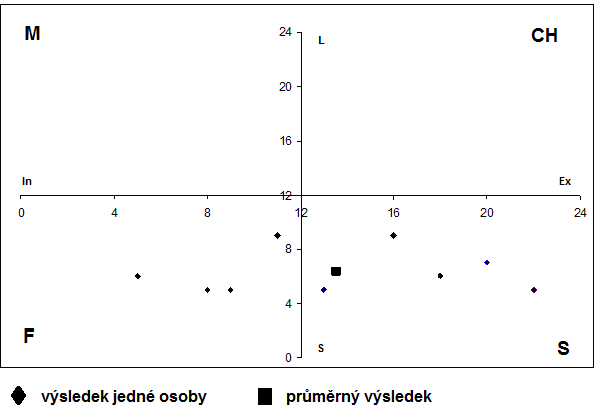 M 24 L CH
20
16
In 12 Ex
0 4 8 12 16 20 24
8
4
F S S
0
výsledek jedné osoby průměrný výsledek